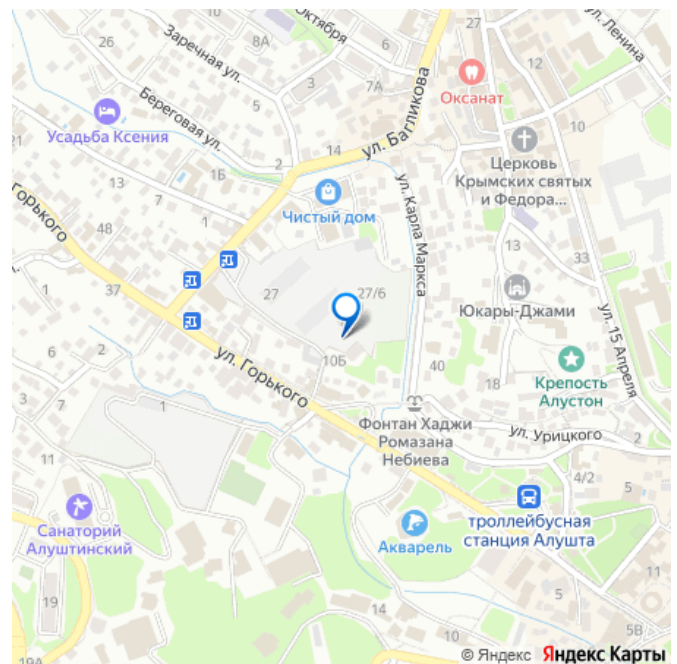 Октября
ул. Ленина
26
Заречная ул.
8А
27
12
3
7А
Оксанат
ул. Багликова
Береговая ул.
5
Усадьба Ксения
21
14
2
10
Церковь
Крымских святых
и Федора...
13
1Б
7
1
Чистый дом
ул. Карла Маркса
Горького
48
13
33
27
27/6
37
1
Юкары-Джами
ул. 15 Апреля
ул. Горького
10Б
40
18
Крепость
Алустон
6
2
3
7
1
Фонтан Хаджи
Ромазана
Небиева
ул. Урицкого
2
11
4/2
5
Санаторий
Алуштинский
Акварель
троллейбусная
станция Алушта
11
19
14
5В
10
19А
© Яндекс Яндекс Карты